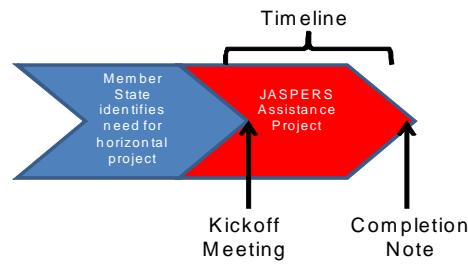 Timeline
Member
State
identifies
need for
horizontal
project
JASPERS
Assistance
Project
Kickoff
Meeting
Completion
Note